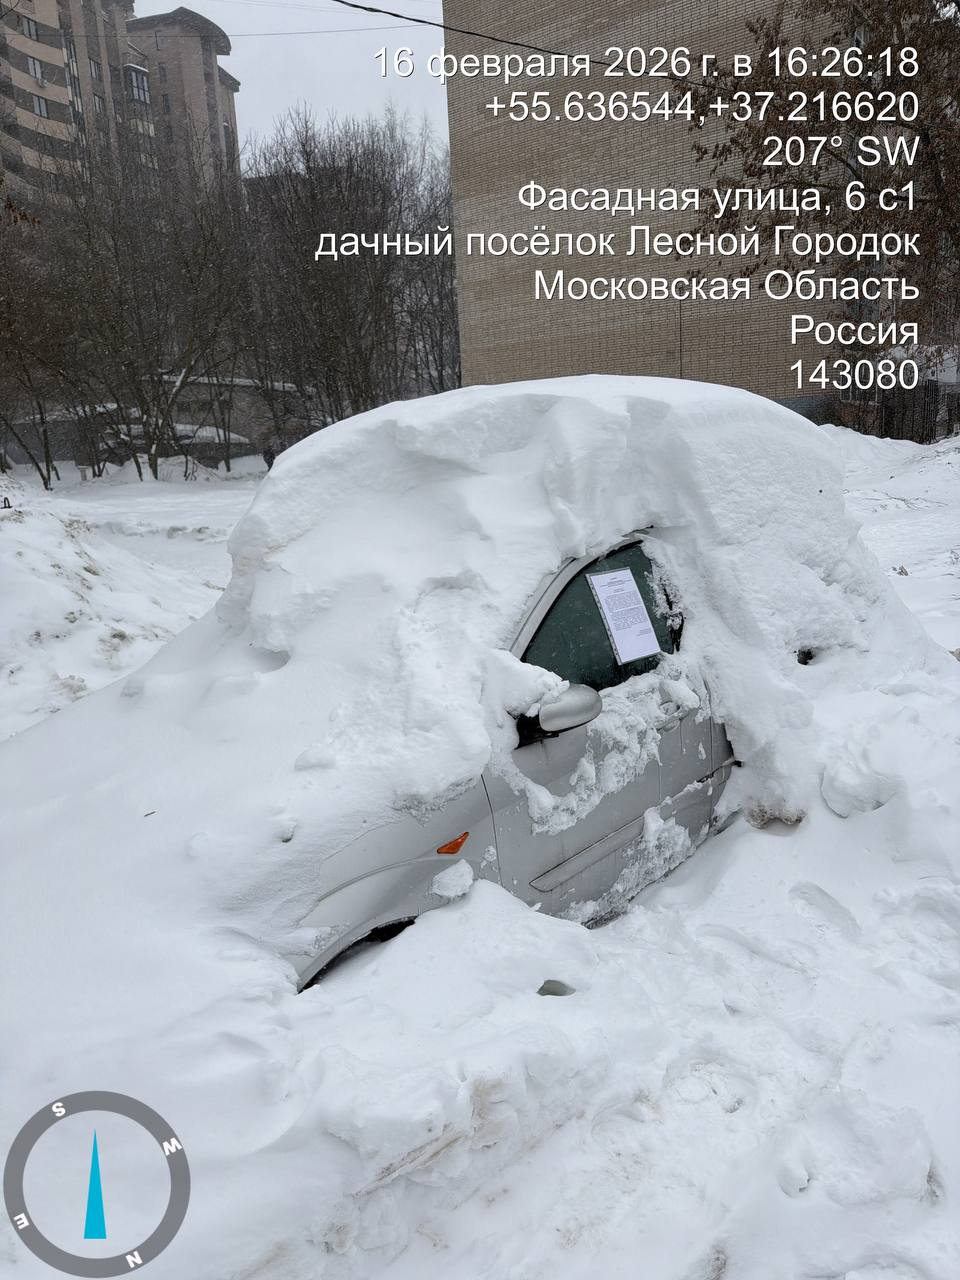 16 февраля 2026 г. в 16:26:18
+55.636544,+37.216620
207° SW
Фасадная улица, 6 с1
дачный посёлок Лесной Городок
Московская Область
Россия
143080
S
W
E
N